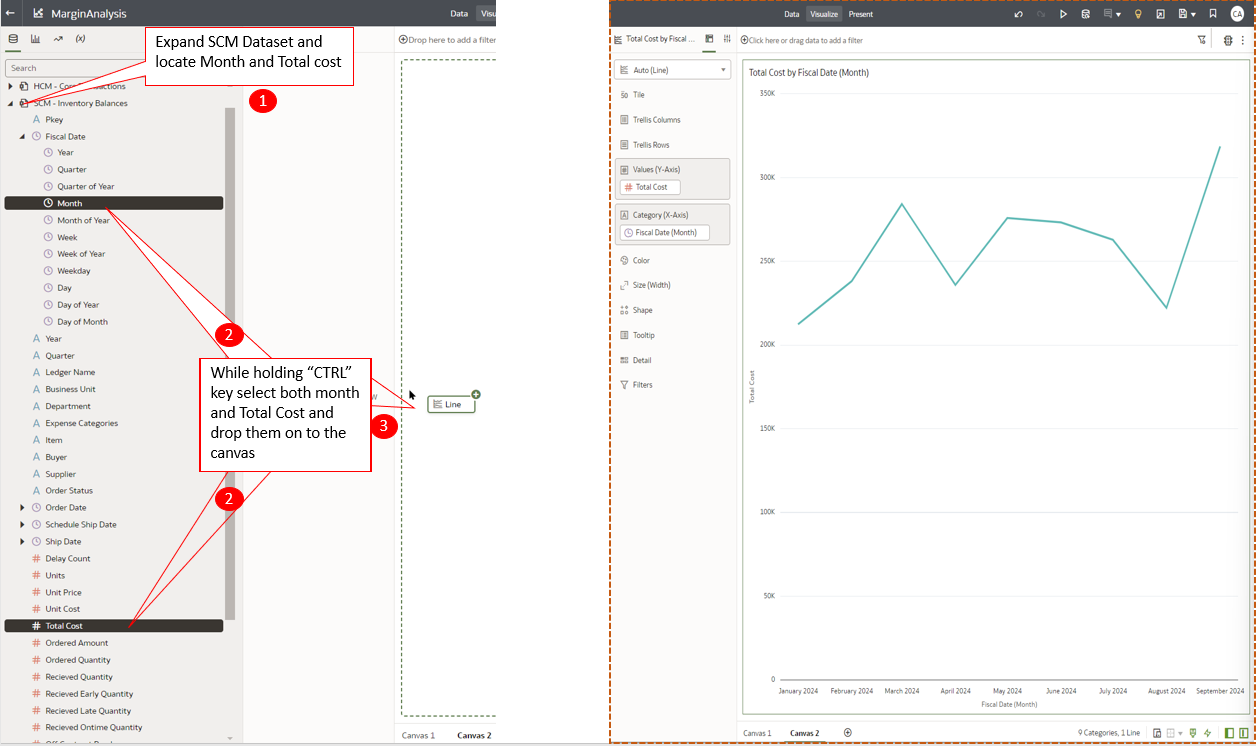 MarginAnalysis
Data
Visu
(x)
Drop here to add a filter
Search
Expand SCM Dataset and
locate Month and Total cost
1
HCM - Co
ctions
SCM - Inventory Balances
Pkey
Fiscal Date
Year
Quarter
Quarter of Year
Month
Month of Year
Week
Week of Year
Weekday
Day
Day of Year
Day of Month
Year
Quarter
Ledger Name
Business Unit
Department
Expense Categories
Item
Buyer
Supplier
Order Status
Order Date
Schedule Ship Date
Ship Date
Delay Count
Units
Unit Price
Unit Cost
Total Cost
Ordered Amount
Ordered Quantity
Recieved Quantity
Recieved Early Quantity
Recieved Late Quantity
Recieved Ontime Quantity
2
While holding “CTRL”
key select both month
and Total Cost and
drop them on to the
canvas
2
3
Line
Canvas 1
Canvas 2
Data
Visualize
Present
CA
Total Cost by Fiscal ...
Click here or drag data to add a filter
Auto (Line)
Tile
Trellis Columns
Trellis Rows
Values (Y-Axis)
# Total Cost
Category (X-Axis)
Fiscal Date (Month)
Color
Size (Width)
Shape
Tooltip
Detail
Filters
Total Cost by Fiscal Date (Month)
350K
300K
250K
200K
150K
100K
50K
0
Total Cost
January 2024
February 2024
March 2024
April 2024
May 2024
June 2024
July 2024
August 2024
September 2024
Fiscal Date (Month)
Canvas 1
Canvas 2
9 Categories, 1 Line